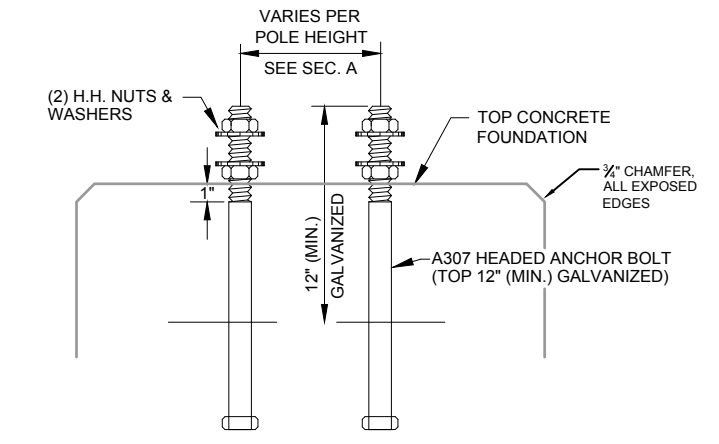 VARIES PER
POLE HEIGHT
SEE SEC. A
(2) H.H. NUTS &
WASHERS
TOP CONCRETE
FOUNDATION
¾" CHAMFER,
ALL EXPOSED
EDGES
1"
12" (MIN.)
GALVANIZED
A307 HEADED ANCHOR BOLT
(TOP 12" (MIN.) GALVANIZED)